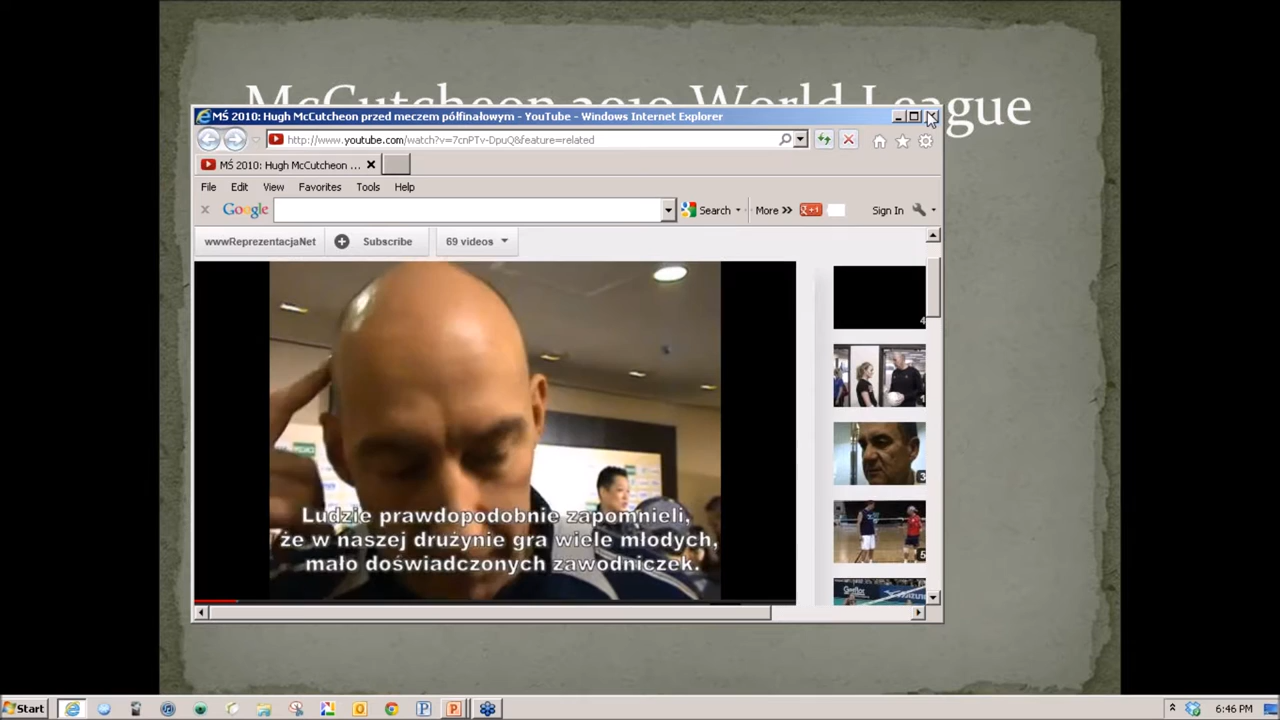 McCutcheon 2010 World League
MŚ 2010: Hugh McCutcheon przed meczem półfinałowym - YouTube - Windows Internet Explorer
http://www.youtube.com/watch?v=7cnPTv-DpuQ&feature=related
MŚ 2010: Hugh McCutcheon ...
File Edit View Favorites Tools Help
x Google Search More >> +1 Sign In
wwwReprezentacjaNet Subscribe 69 videos
Ludzie prawdopodobnie zapomnieli,
że w naszej drużynie gra wiele młodych,
mało doświadczonych zawodniczek.
Start 6:46 PM